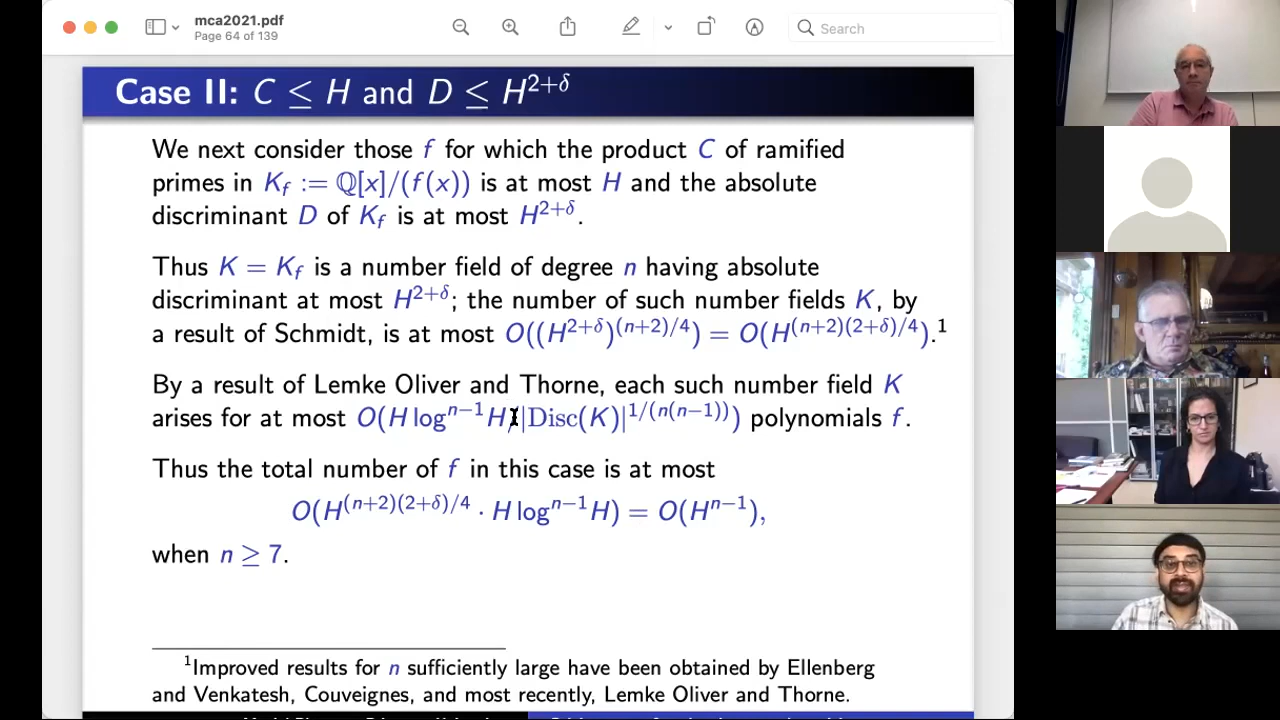 mca2021.pdf
Page 64 of 139
Search
Case II: C ≤ H and D ≤ H^{2+δ}
We next consider those f for which the product C of ramified
primes in K_f := ℚ[x]/(f(x)) is at most H and the absolute
discriminant D of K_f is at most H^{2+δ}.
Thus K = K_f is a number field of degree n having absolute
discriminant at most H^{2+δ}; the number of such number fields K, by
a result of Schmidt, is at most O((H^{2+δ})^{(n+2)/4}) = O(H^{(n+2)(2+δ)/4}).¹
By a result of Lemke Oliver and Thorne, each such number field K
arises for at most O(H log^{n−1} H/|Disc(K)|^{1/(n(n−1))}) polynomials f.
Thus the total number of f in this case is at most
O(H^{(n+2)(2+δ)/4} · H log^{n−1} H) = O(H^{n−1}),
when n ≥ 7.
¹Improved results for n sufficiently large have been obtained by Ellenberg
and Venkatesh, Couveignes, and most recently, Lemke Oliver and Thorne.